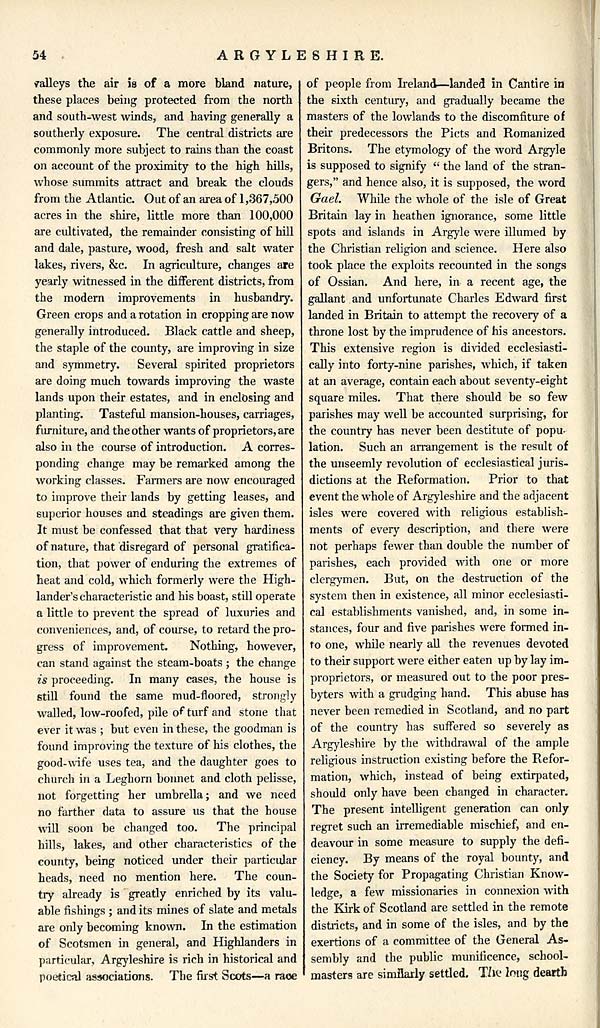 54 ARGYLESHIRE.
valleys the air is of a more bland nature,
these places being protected from the north
and south-west winds, and having generally a
southerly exposure. The central districts are
commonly more subject to rains than the coast
on account of the proximity to the high hills,
whose summits attract and break the clouds
from the Atlantic. Out of an area of 1,367,500
acres in the shire, little more than 100,000
are cultivated, the remainder consisting of hill
and dale, pasture, wood, fresh and salt water
lakes, rivers, &c. In agriculture, changes are
yearly witnessed in the different districts, from
the modern improvements in husbandry.
Green crops and a rotation in cropping are now
generally introduced. Black cattle and sheep,
the staple of the county, are improving in size
and symmetry. Several spirited proprietors
are doing much towards improving the waste
lands upon their estates, and in enclosing and
planting. Tasteful mansion-houses, carriages,
furniture, and the other wants of proprietors, are
also in the course of introduction. A corres-
ponding change may be remarked among the
working classes. Farmers are now encouraged
to improve their lands by getting leases, and
superior houses and steadings are given them.
It must be confessed that that very hardiness
of nature, that disregard of personal gratifica-
tion, that power of enduring the extremes of
heat and cold, which formerly were the High-
lander's characteristic and his boast, still operate
a little to prevent the spread of luxuries and
conveniences, and, of course, to retard the pro-
gress of improvement. Nothing, however,
can stand against the steam-boats ; the change
is proceeding. In many cases, the house is
still found the same mud-floored, strongly
walled, low-roofed, pile of turf and stone that
ever it was ; but even in these, the goodman is
found improving the texture of his clothes, the
good-wife uses tea, and the daughter goes to
church in a Leghorn bonnet and cloth pelisse,
not forgetting her umbrella; and we need
no farther data to assure us that the house
will soon be changed too. The principal
hills, lakes, and other characteristics of the
county, being noticed under their particular
heads, need no mention here. The coun-
try already is greatly enriched by its valu-
able fishings ; and its mines of slate and metals
are only becoming known. In the estimation
of Scotsmen in general, and Highlanders in
particular, Argyleshire is rich in historical and
poetical associations. The first Scots—a race
of people from Ireland—landed in Cantire in
the sixth century, and gradually became the
masters of the lowlands to the discomfiture of
their predecessors the Picts and Romanized
Britons. The etymology of the word Argyle
is supposed to signify “ the land of the stran-
gers,” and hence also, it is supposed, the word
Gael. While the whole of the isle of Great
Britain lay in heathen ignorance, some little
spots and islands in Argyle were illumed by
the Christian religion and science. Here also
took place the exploits recounted in the songs
of Ossian. And here, in a recent age, the
gallant and unfortunate Charles Edward first
landed in Britain to attempt the recovery of a
throne lost by the imprudence of his ancestors.
This extensive region is divided ecclesiasti-
cally into forty-nine parishes, which, if taken
at an average, contain each about seventy-eight
square miles. That there should be so few
parishes may well be accounted surprising, for
the country has never been destitute of popu-
lation. Such an arrangement is the result of
the unseemly revolution of ecclesiastical juris-
dictions at the Reformation. Prior to that
event the whole of Argyleshire and the adjacent
isles were covered with religious establish-
ments of every description, and there were
not perhaps fewer than double the number of
parishes, each provided with one or more
clergymen. But, on the destruction of the
system then in existence, all minor ecclesiasti-
cal establishments vanished, and, in some in-
stances, four and five parishes were formed in-
to one, while nearly all the revenues devoted
to their support were either eaten up by lay im-
proprietors, or measured out to the poor pres-
byters with a grudging hand. This abuse has
never been remedied in Scotland, and no part
of the country has suffered so severely as
Argyleshire by the withdrawal of the ample
religious instruction existing before the Refor-
mation, which, instead of being extirpated,
should only have been changed in character.
The present intelligent generation can only
regret such an irremediable mischief, and en-
deavour in some measure to supply the defi-
ciency. By means of the royal bounty, and
the Society for Propagating Christian Know-
ledge, a few missionaries in connexion with
the Kirk of Scotland are settled in the remote
districts, and in some of the isles, and by the
exertions of a committee of the General As-
sembly and the public munificence, school-
masters are similarly settled. The long dearth